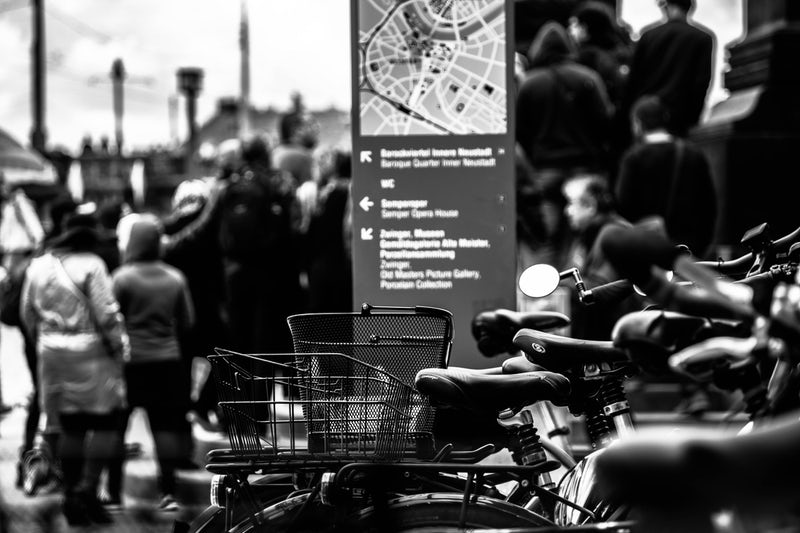 Barockviertel Innere Neustadt
Baroque Quarter Inner Neustadt
WC
Semperoper
Semper Opera House
Zwinger, Museen
Gemäldegalerie Alte Meister,
Porzellansammlung
Zwinger,
Old Masters Picture Gallery,
Porcelain Collection